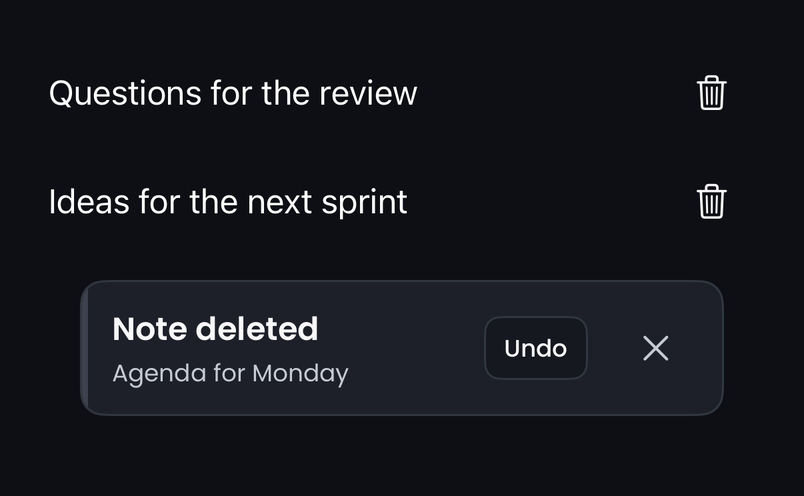 Questions for the review
Ideas for the next sprint
Note deleted
Agenda for Monday
Undo